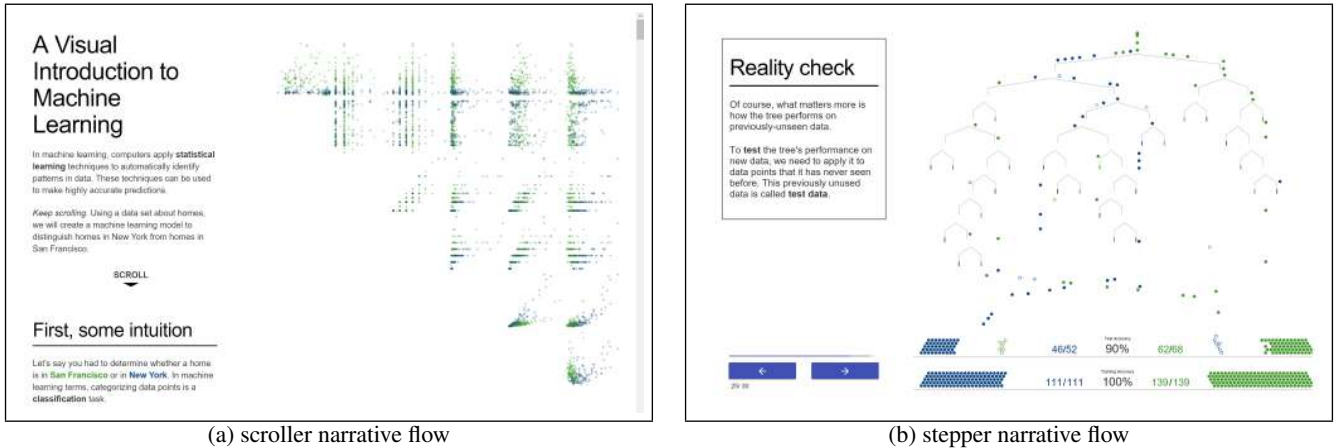 A Visual
Introduction to
Machine
Learning
In machine learning, computers apply statistical
learning techniques to automatically identify
patterns in data. These techniques can be used
to make highly accurate predictions.
Keep scrolling. Using a data set about homes,
we will create a machine learning model to
distinguish homes in New York from homes in
San Francisco.
SCROLL
First, some intuition
Let's say you had to determine whether a home
is in San Francisco or in New York. In machine
learning terms, categorizing data points is a
classification task.
(a) scroller narrative flow
Reality check
Of course, what matters more is
how the tree performs on
previously-unseen data.
To test the tree's performance on
new data, we need to apply it to
data points that it has never seen
before. This previously unused
data is called test data.
Test Accuracy
46/52 90% 62/68
Training Accuracy
111/111 100% 139/139
(b) stepper narrative flow